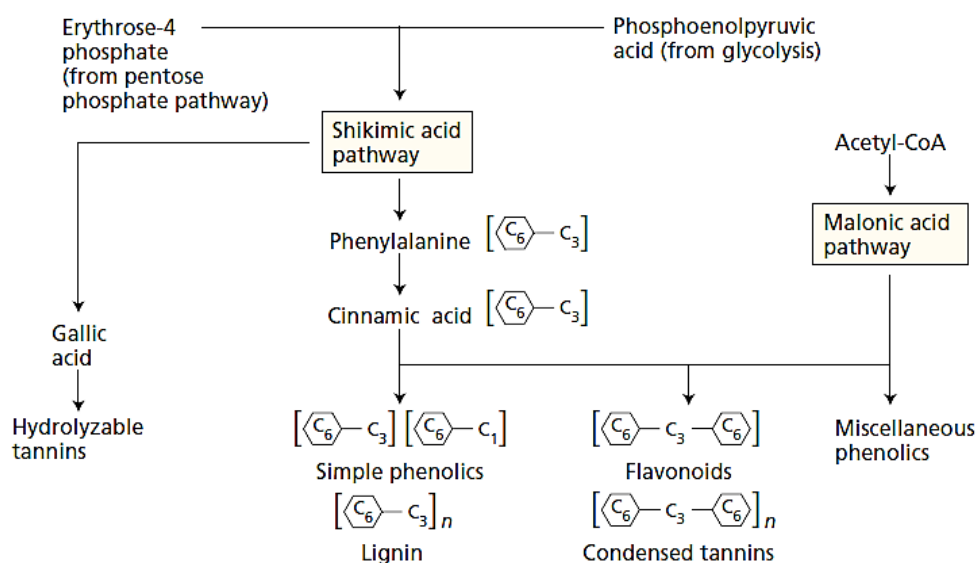 Erythrose-4
phosphate
(from pentose
phosphate pathway)
Phosphoenolpyruvic
acid (from glycolysis)
Shikimic acid
pathway
Acetyl-CoA
Malonic acid
pathway
Phenylalanine [C6 — C3]
Cinnamic acid [C6 — C3]
Gallic
acid
Hydrolyzable
tannins
[C6 — C3] [C6 — C1]
Simple phenolics
[C6 — C3]n
Lignin
[C6 — C3 — C6]
Flavonoids
[C6 — C3 — C6]n
Condensed tannins
Miscellaneous
phenolics